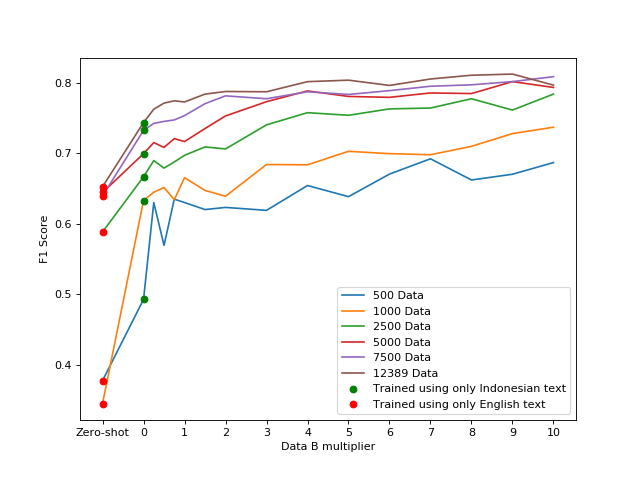 0.8
0.7
0.6
0.5
0.4
F1 Score
500 Data
1000 Data
2500 Data
5000 Data
7500 Data
12389 Data
Trained using only Indonesian text
Trained using only English text
Zero-shot 0 1 2 3 4 5 6 7 8 9 10
Data B multiplier